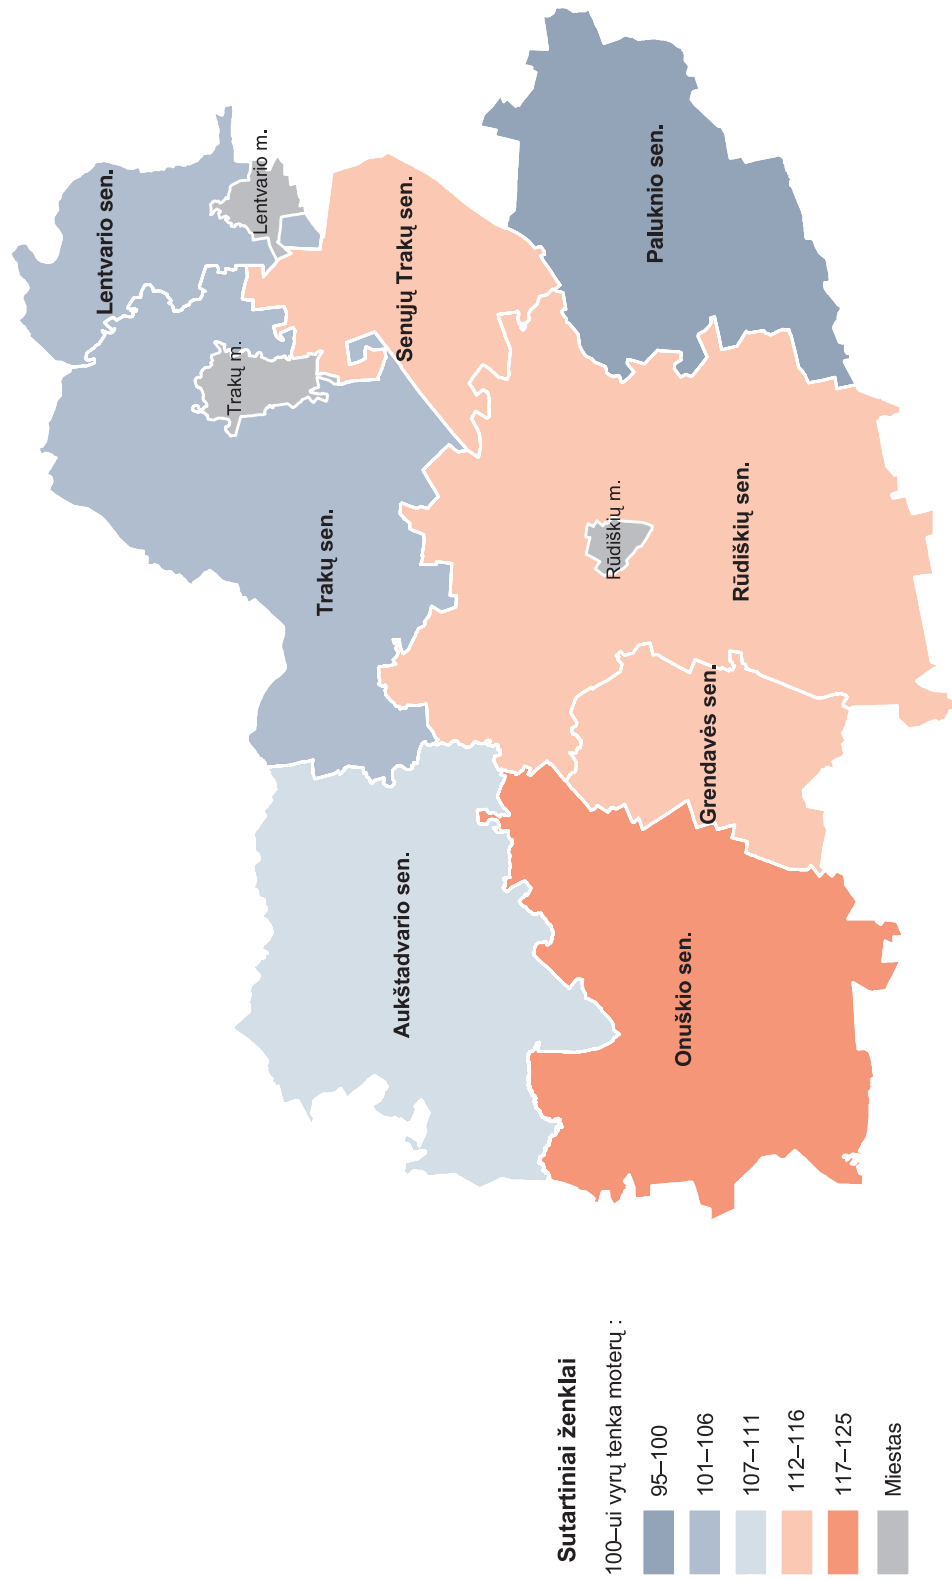 Lentvario sen.
Lentvario m.
Trakų m.
Senųjų Trakų sen.
Trakų sen.
Paluknio sen.
Rūdiškių m.
Rūdiškių sen.
Grendavės sen.
Aukštadvario sen.
Onuškio sen.
Sutartiniai ženklai
100–ui vyrų tenka moterų :
95–100
101–106
107–111
112–116
117–125
Miestas